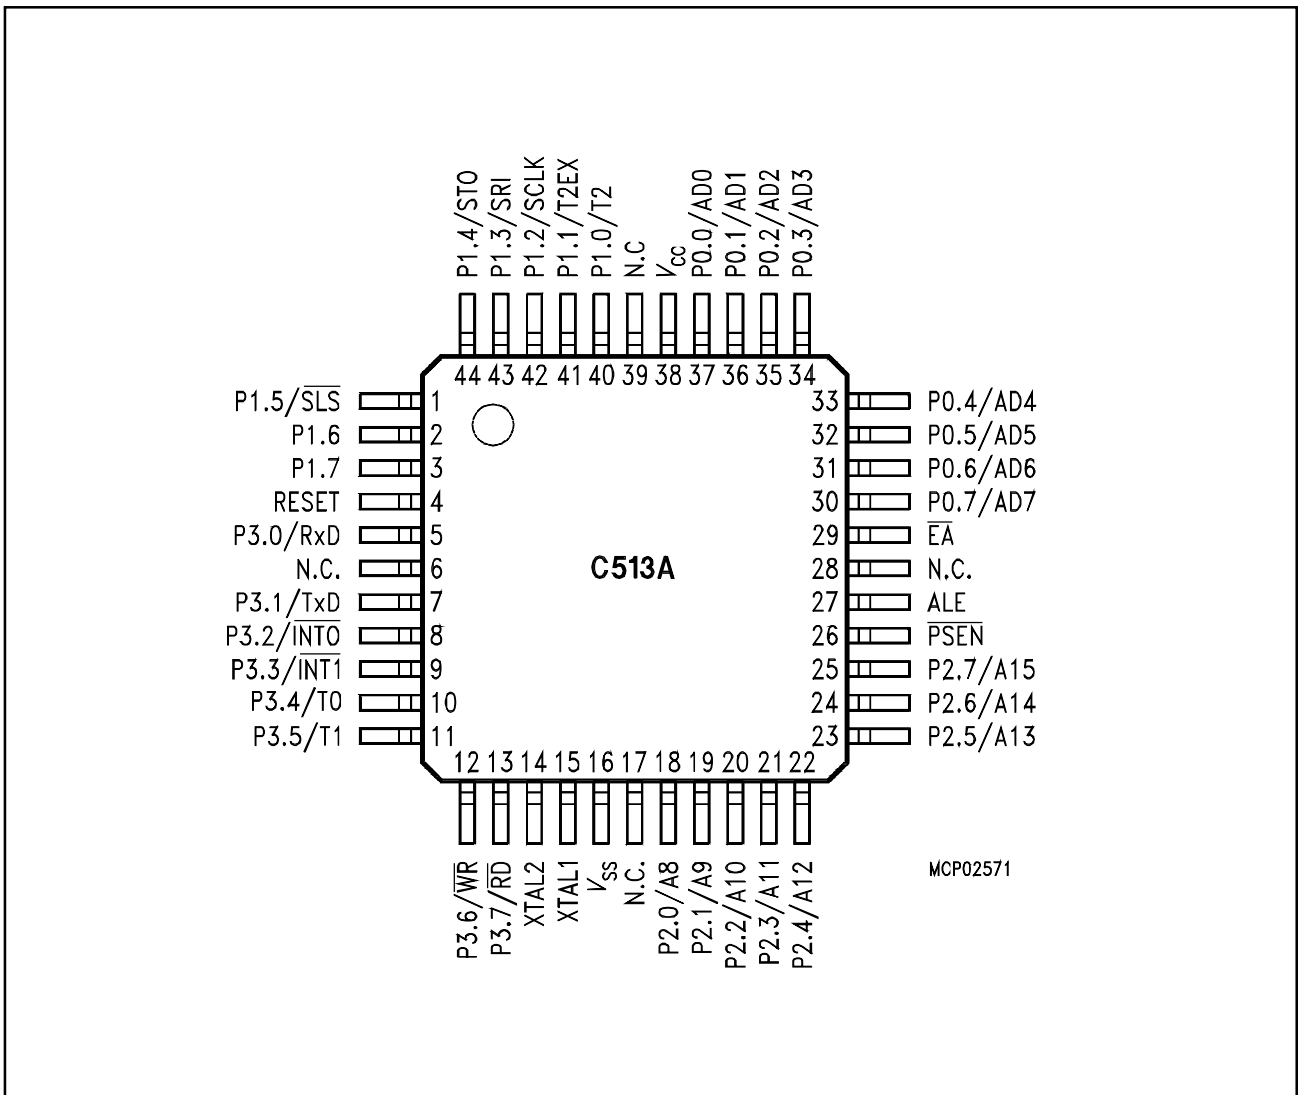 P1.4/STO
P1.3/SRI
P1.2/SCLK
P1.1/T2EX
P1.0/T2
N.C
VCC
P0.0/AD0
P0.1/AD1
P0.2/AD2
P0.3/AD3
44 43 42 41 40 39 38 37 36 35 34
P1.5/S̅L̅S̅ 1 33 P0.4/AD4
P1.6 2 32 P0.5/AD5
P1.7 3 31 P0.6/AD6
RESET 4 30 P0.7/AD7
P3.0/RxD 5 29 E̅A̅
N.C. 6 C513A 28 N.C.
P3.1/TxD 7 27 ALE
P3.2/I̅N̅T̅0̅ 8 26 P̅S̅E̅N̅
P3.3/I̅N̅T̅1̅ 9 25 P2.7/A15
P3.4/T0 10 24 P2.6/A14
P3.5/T1 11 23 P2.5/A13
12 13 14 15 16 17 18 19 20 21 22
P3.6/W̅R̅
P3.7/R̅D̅
XTAL2
XTAL1
VSS
N.C.
P2.0/A8
P2.1/A9
P2.2/A10
P2.3/A11
P2.4/A12
MCP02571